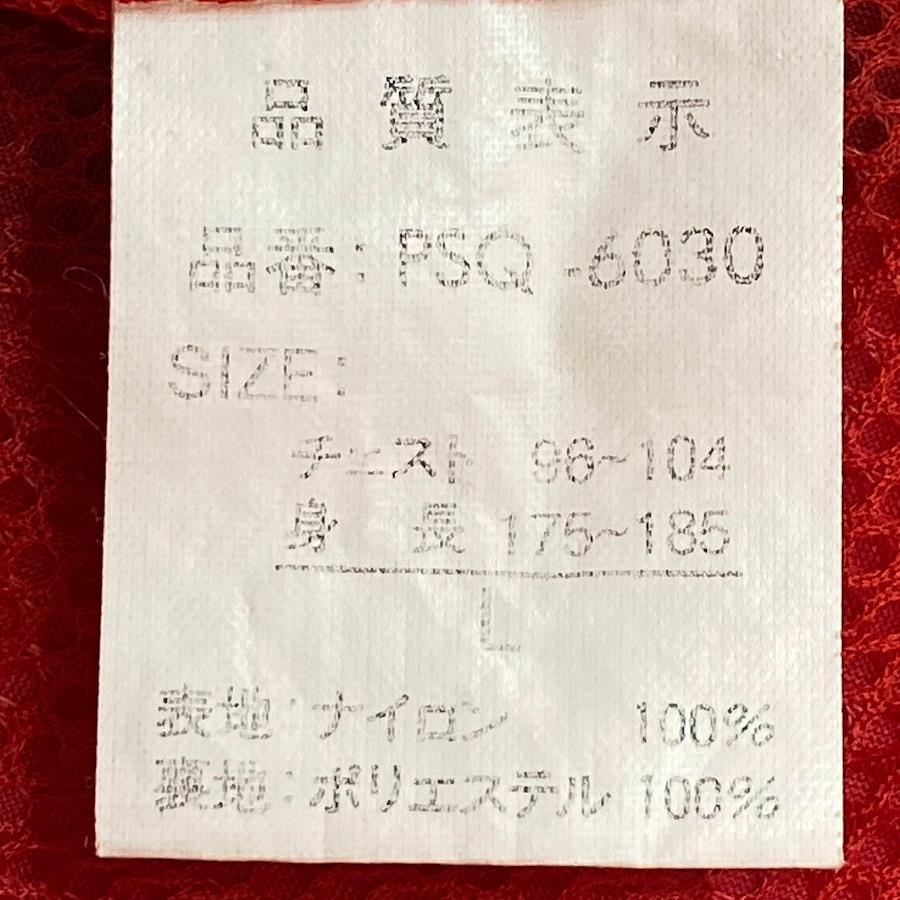 品質表示
品番: PSQ-6030
SIZE:
チェスト 96~104
身長 175~185
L
表地:ナイロン 100%
裏地:ポリエステル 100%